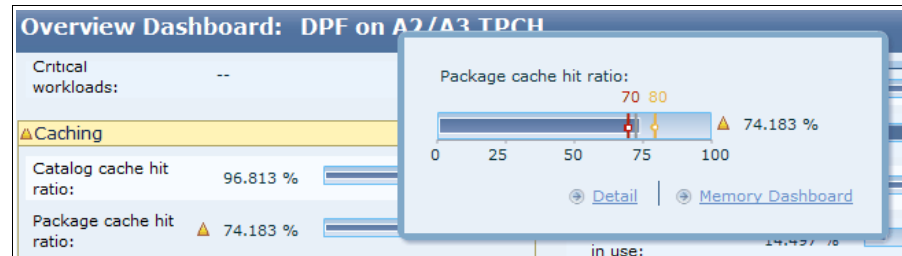 Overview Dashboard: DPF on A2/A3 TPCH
Critical
workloads:
--
Caching
Catalog cache hit
ratio:
96.813 %
Package cache hit
ratio:
74.183 %
Package cache hit ratio:
70 80
74.183 %
0 25 50 75 100
Detail
Memory Dashboard
in use:
14.497 %